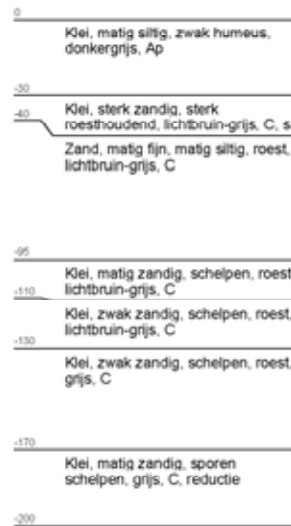 0
Klei, matig siltig, zwak humeus,
donkergrijs, Ap
-30
Klei, sterk zandig, sterk
-40
roesthoudend, lichtbruin-grijs, C, s
Zand, matig fijn, matig siltig, roest,
lichtbruin-grijs, C
-95
Klei, matig zandig, schelpen, roest
lichtbruin-grijs, C
-110
Klei, zwak zandig, schelpen, roest,
lichtbruin-grijs, C
-130
Klei, zwak zandig, schelpen, roest,
grijs, C
-170
Klei, matig zandig, sporen
schelpen, grijs, C, reductie
-200